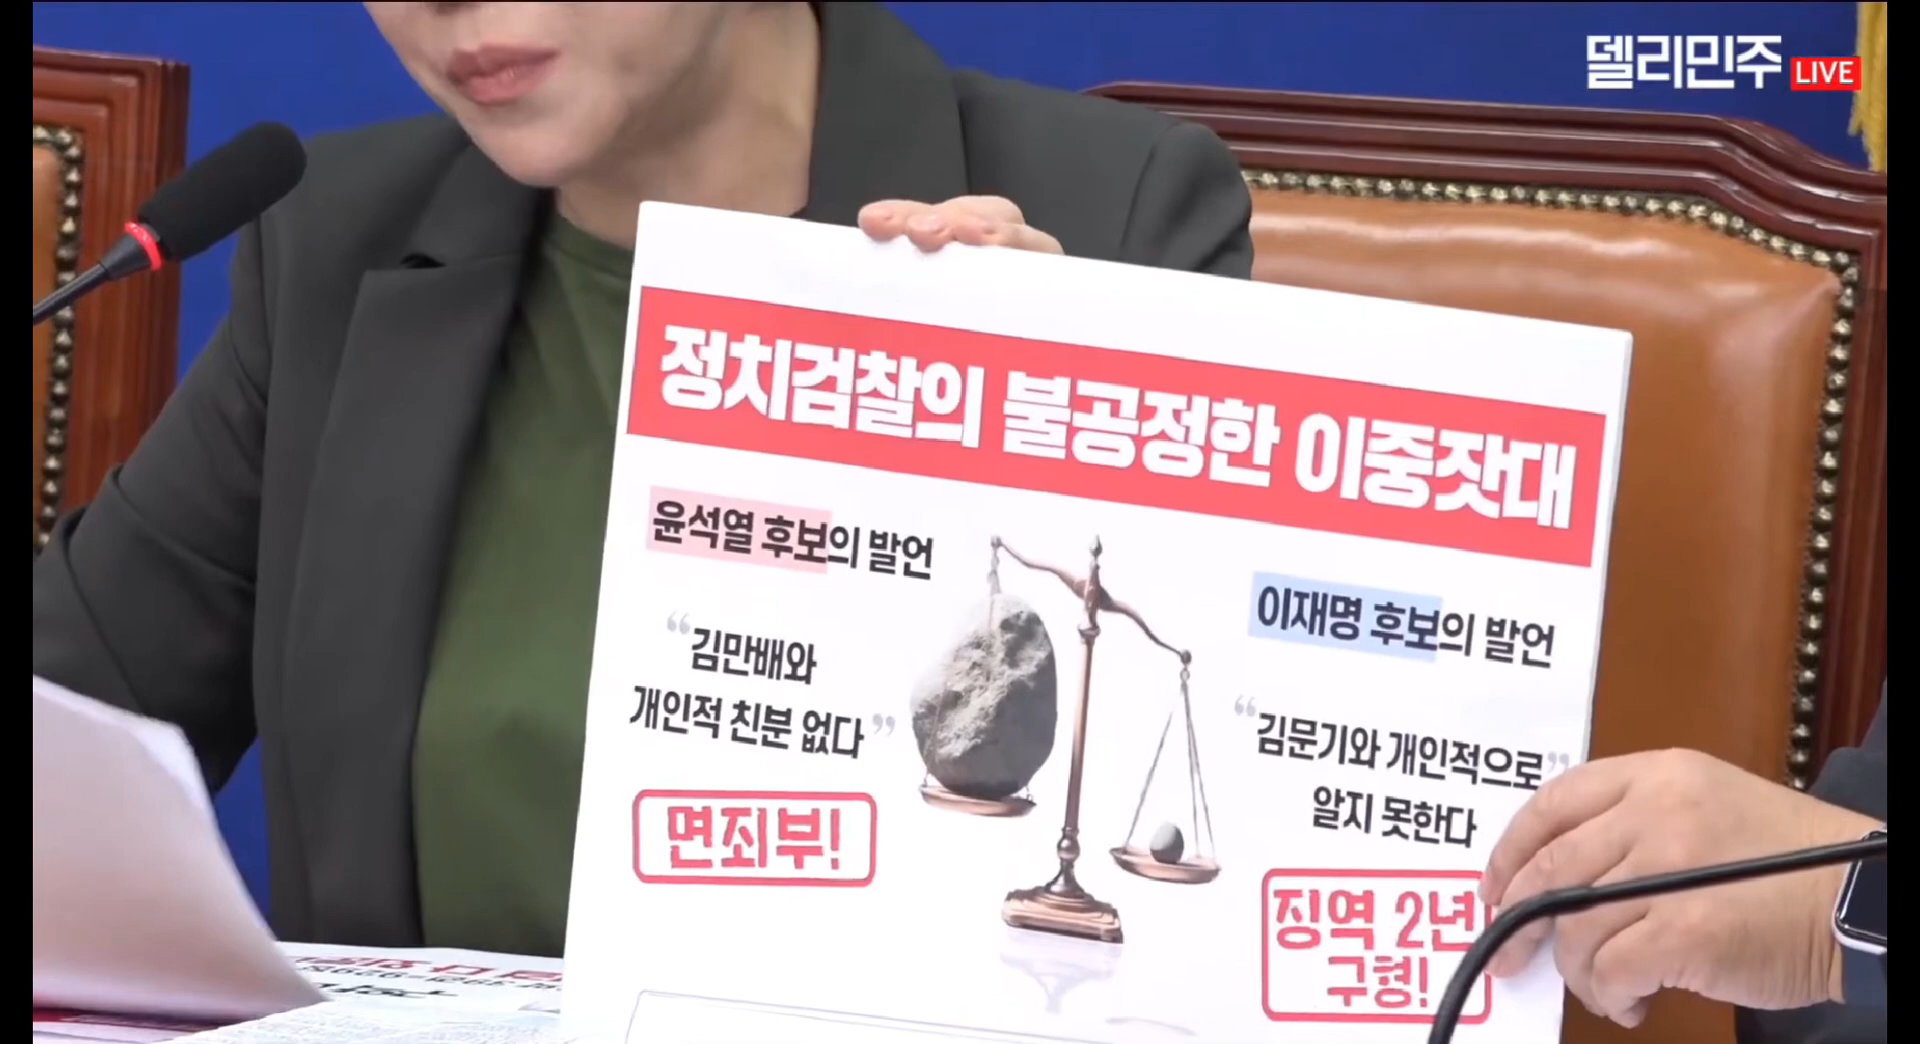 델리민주 LIVE
정치검찰의 불공정한 이중잣대
윤석열 후보의 발언
“김만배와
개인적 친분 없다”
면죄부!
이재명 후보의 발언
“김문기와 개인적으로
알지 못한다”
징역 2년
구형!